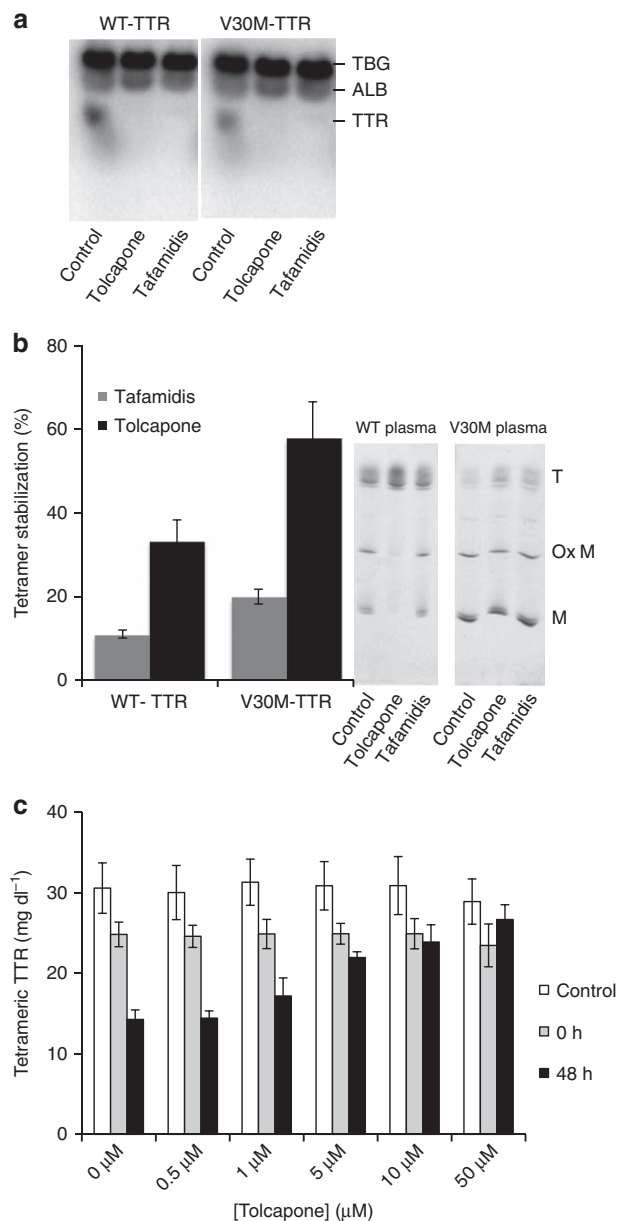 a
WT-TTR V30M-TTR
TBG
ALB
TTR
Control Tolcapone Tafamidis Control Tolcapone Tafamidis
b
Tetramer stabilization (%)
80
60
40
20
0
Tafamidis
Tolcapone
WT- TTR V30M-TTR
WT plasma V30M plasma
T
Ox M
M
Control Tolcapone Tafamidis Control Tolcapone Tafamidis
c
Tetrameric TTR (mg dl⁻¹)
40
30
20
10
0
Control
0 h
48 h
0 μM 0.5 μM 1 μM 5 μM 10 μM 50 μM
[Tolcapone] (μM)